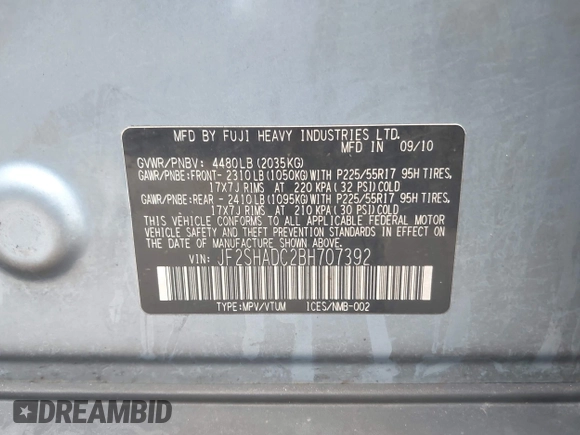 MFD BY FUJI HEAVY INDUSTRIES LTD.
MFD IN 09/10
GVWR/PNBV: 4480LB(2035KG)
GAWR/PNBE:FRONT- 2310LB(1050KG)WITH P225/55R17 95H TIRES,
17X7J RIMS AT 220 KPA(32 PSI)COLD
GAWR/PNBE:REAR - 2410LB(1095KG)WITH P225/55R17 95H TIRES,
17X7J RIMS AT 210 KPA(30 PSI)COLD
THIS VEHICLE CONFORMS TO ALL APPLICABLE FEDERAL MOTOR
VEHICLE SAFETY STANDARDS IN EFFECT ON THE DATE OF
MANUFACTURE SHOWN ABOVE.
VIN: JF2SHADC2BH707392
TYPE:MPV/VTUM ICES/NMB-002
DREAMBID
DREAMBID.COM